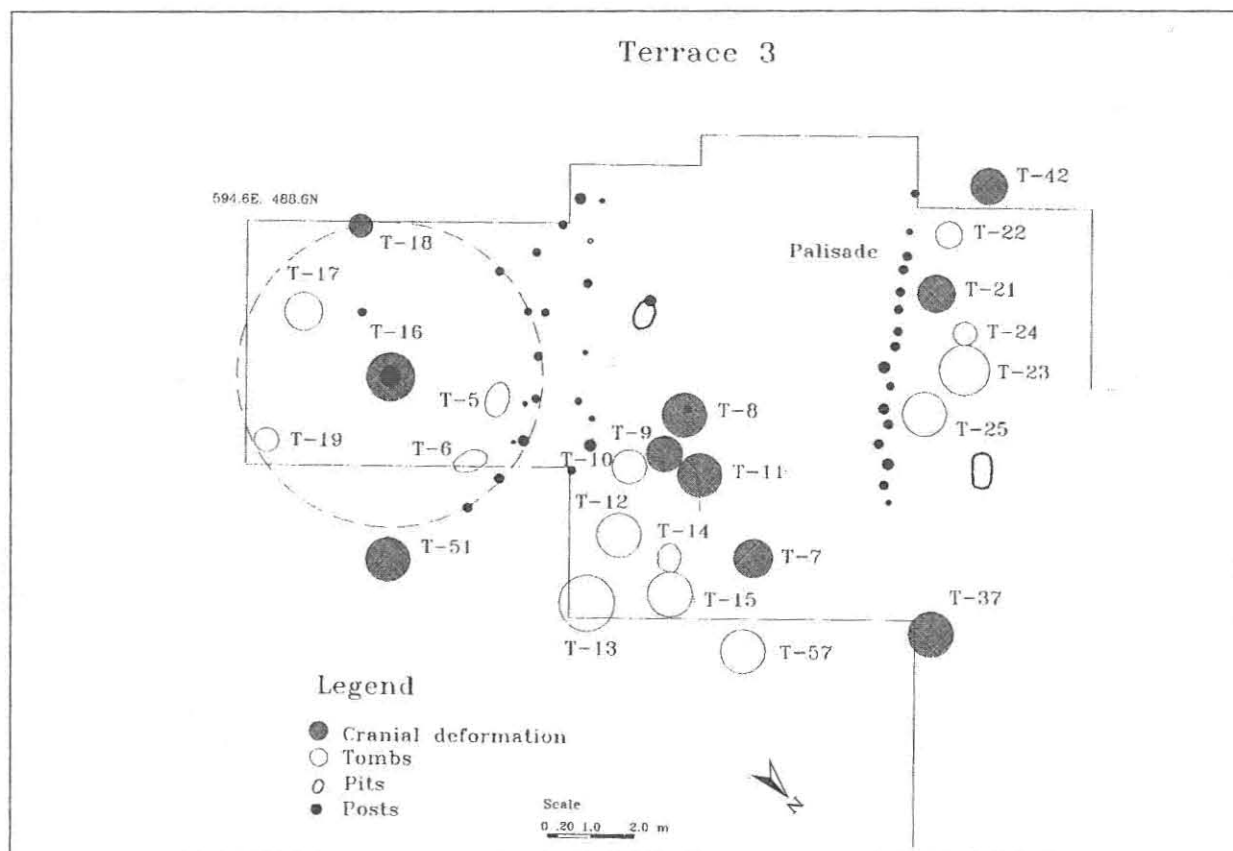 Terrace 3
T-42
594.6E. 488.6N
T-18
T-22
Palisade
T-17
T-21
T-16
T-24
T-23
T-5
T-8
T-25
T-9
T-19
T-6
T-10
T-11
T-12
T-14
T-51
T-7
T-15
T-37
T-13
T-57
Legend
Cranial deformation
Tombs
Pits
Posts
Scale
0 .20 1.0 2.0 m
N